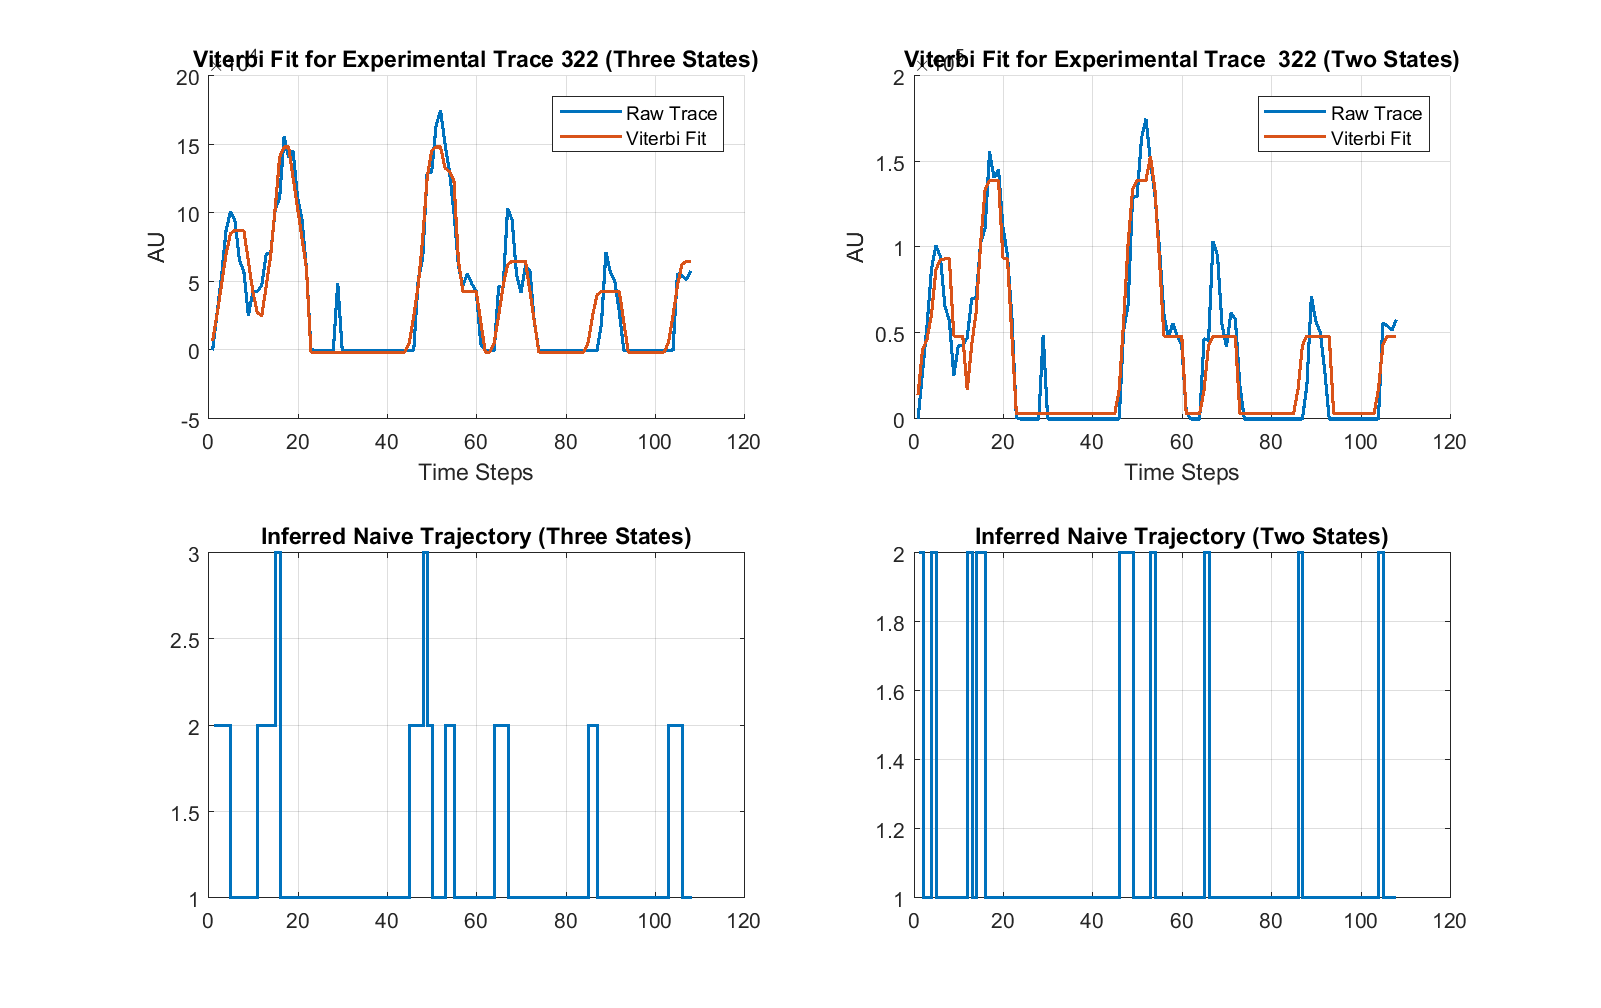 Viterbi Fit for Experimental Trace 322 (Three States)
×10^4
20
15
10
5
0
-5
AU
Raw Trace
Viterbi Fit
0 20 40 60 80 100 120
Time Steps
Viterbi Fit for Experimental Trace  322 (Two States)
×10^5
2
1.5
1
0.5
0
AU
Raw Trace
Viterbi Fit
0 20 40 60 80 100 120
Time Steps
Inferred Naive Trajectory (Three States)
3
2.5
2
1.5
1
0 20 40 60 80 100 120
Inferred Naive Trajectory (Two States)
2
1.8
1.6
1.4
1.2
1
0 20 40 60 80 100 120